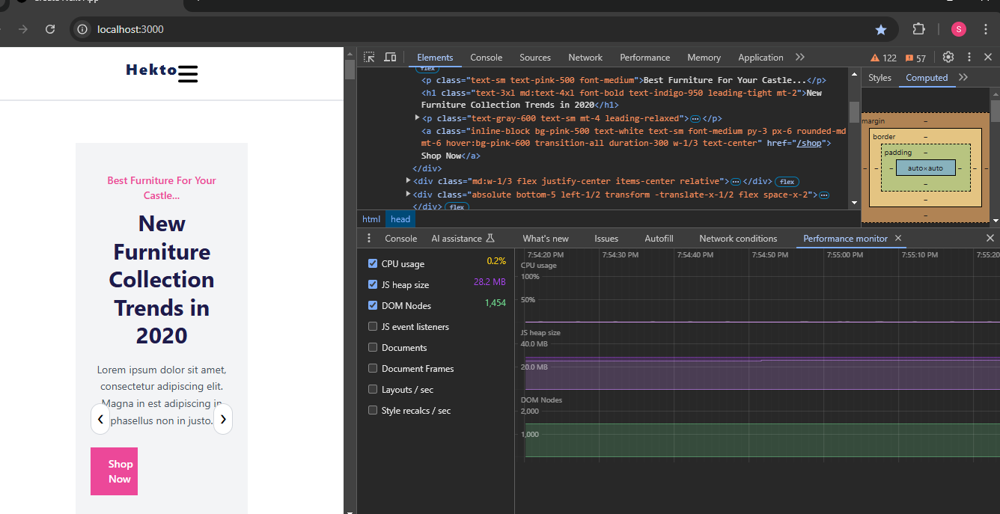 Create Next App
localhost:3000
S
Hekto
Best Furniture For Your
Castle...
New
Furniture
Collection
Trends in
2020
Lorem ipsum dolor sit amet,
consectetur adipiscing elit.
Magna in est adipiscing in
phasellus non in justo.
Shop
Now
Elements
Console
Sources
Network
Performance
Memory
Application
122
57
flex
<p class="text-sm text-pink-500 font-medium">Best Furniture For Your Castle...</p>
<h1 class="text-3xl md:text-4xl font-bold text-indigo-950 leading-tight mt-2">New
Furniture Collection Trends in 2020</h1>
<p class="text-gray-600 text-sm mt-4 leading-relaxed">…</p>
<a class="inline-block bg-pink-500 text-white text-sm font-medium py-3 px-6 rounded-md
mt-6 hover:bg-pink-600 transition-all duration-300 w-1/3 text-center" href="/shop">
Shop Now</a>
</div>
<div class="md:w-1/3 flex justify-center items-center relative">…</div> flex
<div class="absolute bottom-5 left-1/2 transform -translate-x-1/2 flex space-x-2">…
</div> flex
html head
Styles
Computed
margin
–
border
–
padding
–
– – – auto×auto – – –
–
–
–
Console
AI assistance
What's new
Issues
Autofill
Network conditions
Performance monitor
CPU usage 0.2%
JS heap size 28.2 MB
DOM Nodes 1,454
JS event listeners
Documents
Document Frames
Layouts / sec
Style recalcs / sec
7:54:20 PM 7:54:30 PM 7:54:40 PM 7:54:50 PM 7:55:00 PM 7:55:10 PM 7:55:20
CPU usage
100%
50%
JS heap size
40.0 MB
20.0 MB
DOM Nodes
2,000
1,000